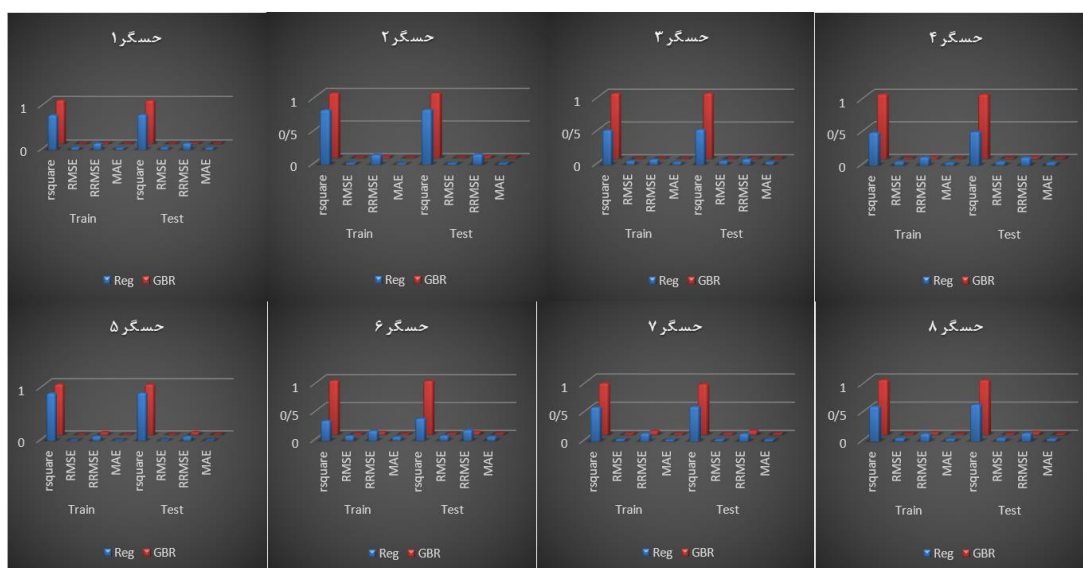 حسگر ۱
1
0
rsquare RMSE RRMSE MAE rsquare RMSE RRMSE MAE
Train Test
Reg GBR
حسگر ۲
1
0/5
0
rsquare RMSE RRMSE MAE rsquare RMSE RRMSE MAE
Train Test
Reg GBR
حسگر ۳
1
0/5
0
rsquare RMSE RRMSE MAE rsquare RMSE RRMSE MAE
Train Test
Reg GBR
حسگر ۴
1
0/5
0
rsquare RMSE RRMSE MAE rsquare RMSE RRMSE MAE
Train Test
Reg GBR
حسگر ۵
1
0
rsquare RMSE RRMSE MAE rsquare RMSE RRMSE MAE
Train Test
Reg GBR
حسگر ۶
1
0/5
0
rsquare RMSE RRMSE MAE rsquare RMSE RRMSE MAE
Train Test
Reg GBR
حسگر ۷
1
0/5
0
rsquare RMSE RRMSE MAE rsquare RMSE RRMSE MAE
Train Test
Reg GBR
حسگر ۸
1
0/5
0
rsquare RMSE RRMSE MAE rsquare RMSE RRMSE MAE
Train Test
Reg GBR